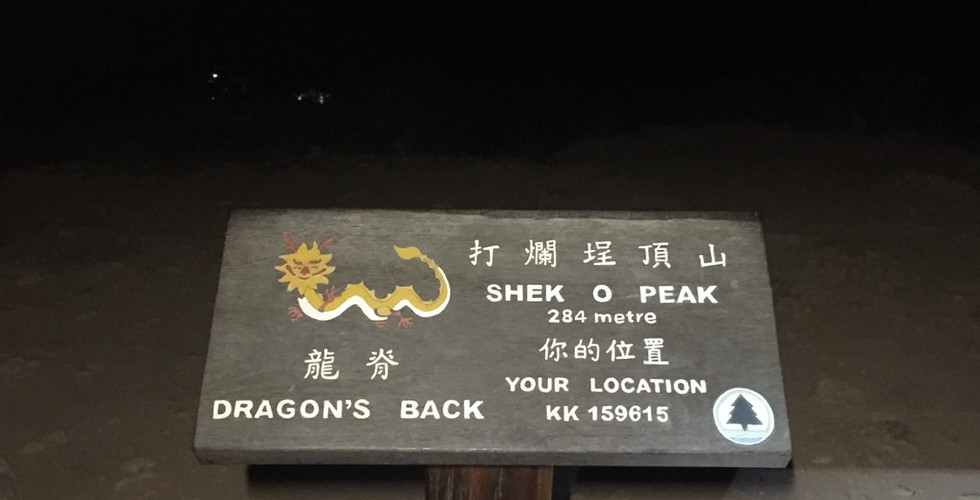 打爛埕頂山
SHEK O PEAK
284 metre
你的位置
YOUR LOCATION
KK 159615
龍脊
DRAGON'S BACK